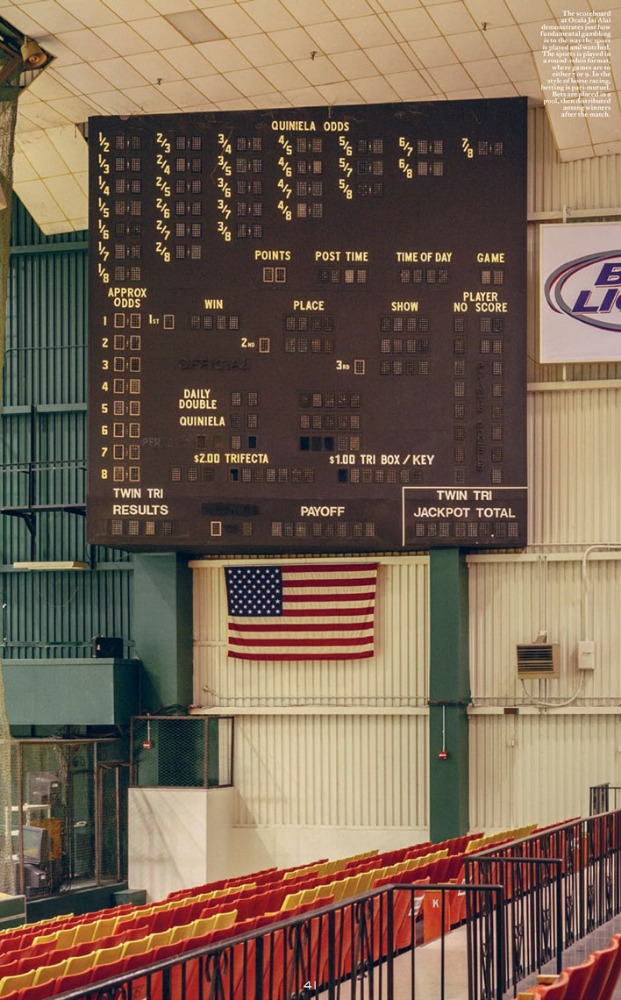 The scoreboard
at Ocala Jai Alai
demonstrates just how
fundamental gambling
is to the way the sport
is played and watched.
The sports is played in
a round-robin format,
where games are to
either 7 or 9. In the
style of horse racing,
betting is pari-mutuel.
Bets are placed in a
pool, then distributed
among winners
after the match.
QUINIELA ODDS
1/2 2/3 3/4 4/5 5/6 6/7 7/8
1/3 2/4 3/5 4/6 5/7 6/8
1/4 2/5 3/6 4/7 5/8
1/5 2/6 3/7 4/8
1/6 2/7 3/8
1/7 2/8
1/8
POINTS POST TIME TIME OF DAY GAME
APPROX ODDS WIN PLACE SHOW PLAYER NO SCORE
1 1ST
2 2ND
3 OFFICIAL 3RD
4
DAILY DOUBLE
5
QUINIELA
6
7 $2.00 TRIFECTA $1.00 TRI BOX / KEY
8
TWIN TRI RESULTS PAYOFF TWIN TRI JACKPOT TOTAL
K
41